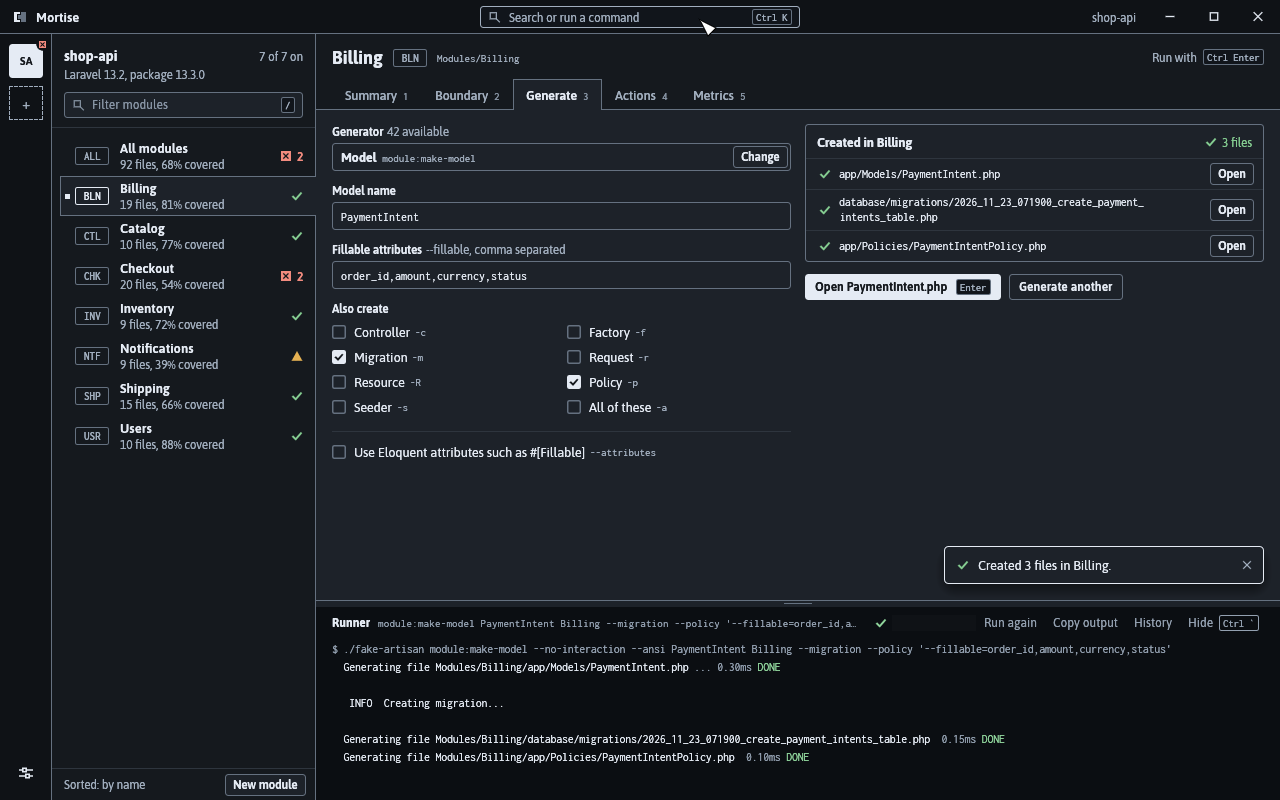 Mortise
Search or run a command
Ctrl K
shop-api
SA
+
shop-api
7 of 7 on
Laravel 13.2, package 13.3.0
Filter modules
/
ALL
All modules
92 files, 68% covered
2
BLN
Billing
19 files, 81% covered
CTL
Catalog
10 files, 77% covered
CHK
Checkout
20 files, 54% covered
2
INV
Inventory
9 files, 72% covered
NTF
Notifications
9 files, 39% covered
SHP
Shipping
15 files, 66% covered
USR
Users
10 files, 88% covered
Sorted: by name
New module
Billing
BLN
Modules/Billing
Run with
Ctrl Enter
Summary 1
Boundary 2
Generate 3
Actions 4
Metrics 5
Generator 42 available
Model module:make-model
Change
Model name
PaymentIntent
Fillable attributes --fillable, comma separated
order_id,amount,currency,status
Also create
Controller -c
Factory -f
Migration -m
Request -r
Resource -R
Policy -p
Seeder -s
All of these -a
Use Eloquent attributes such as #[Fillable] --attributes
Created in Billing
3 files
app/Models/PaymentIntent.php
Open
database/migrations/2026_11_23_071900_create_payment_
intents_table.php
Open
app/Policies/PaymentIntentPolicy.php
Open
Open PaymentIntent.php Enter
Generate another
Created 3 files in Billing.
Runner
module:make-model PaymentIntent Billing --migration --policy '--fillable=order_id,a…
Run again
Copy output
History
Hide
Ctrl `
$ ./fake-artisan module:make-model --no-interaction --ansi PaymentIntent Billing --migration --policy '--fillable=order_id,amount,currency,status'
Generating file Modules/Billing/app/Models/PaymentIntent.php ... 0.30ms DONE
INFO Creating migration...
Generating file Modules/Billing/database/migrations/2026_11_23_071900_create_payment_intents_table.php 0.15ms DONE
Generating file Modules/Billing/app/Policies/PaymentIntentPolicy.php 0.10ms DONE